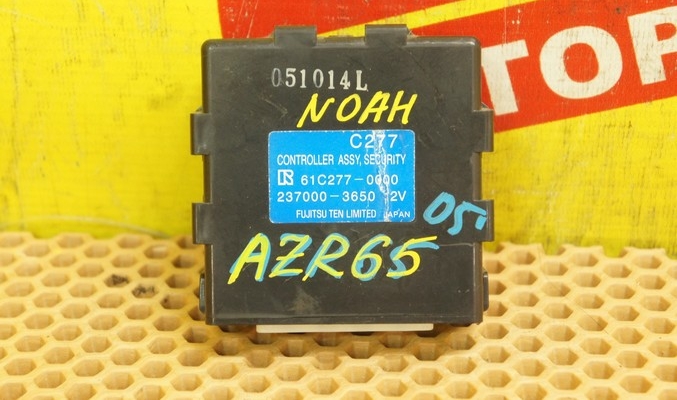 TOP
051014L
NOAH
C277
CONTROLLER ASSY, SECURITY
61C277-0000
237000-3650 12V
FUJITSU TEN LIMITED JAPAN
05
AZR65